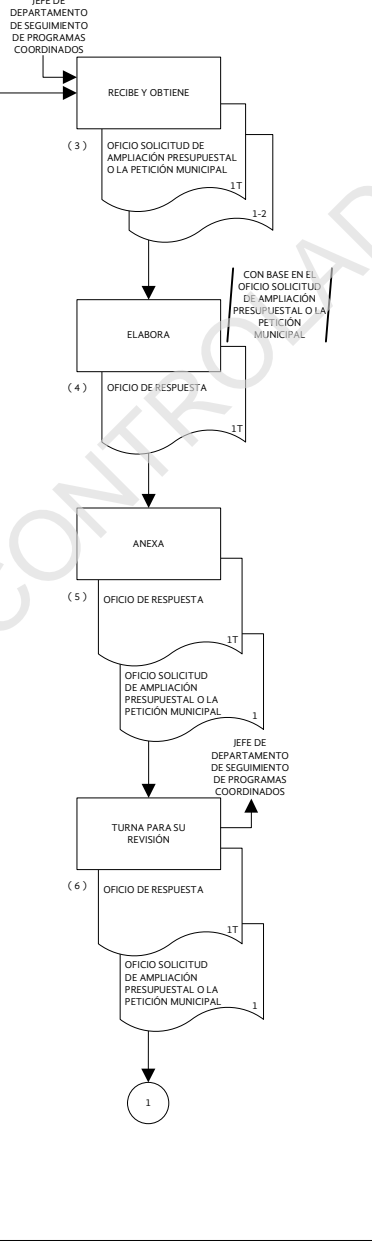 JEFE DE
DEPARTAMENTO
DE SEGUIMIENTO
DE PROGRAMAS
COORDINADOS
RECIBE Y OBTIENE
( 3 )
OFICIO SOLICITUD DE
AMPLIACIÓN PRESUPUESTAL
O LA PETICIÓN MUNICIPAL
1T
1-2
CON BASE EN EL
OFICIO SOLICITUD
DE AMPLIACIÓN
PRESUPUESTAL O LA
PETICIÓN
MUNICIPAL
ELABORA
( 4 )
OFICIO DE RESPUESTA
1T
ANEXA
( 5 )
OFICIO DE RESPUESTA
1T
OFICIO SOLICITUD
DE AMPLIACIÓN
PRESUPUESTAL O LA
PETICIÓN MUNICIPAL
1
JEFE DE
DEPARTAMENTO
DE SEGUIMIENTO
DE PROGRAMAS
COORDINADOS
TURNA PARA SU
REVISIÓN
( 6 )
OFICIO DE RESPUESTA
1T
OFICIO SOLICITUD
DE AMPLIACIÓN
PRESUPUESTAL O LA
PETICIÓN MUNICIPAL
1
1
CONTROLAD